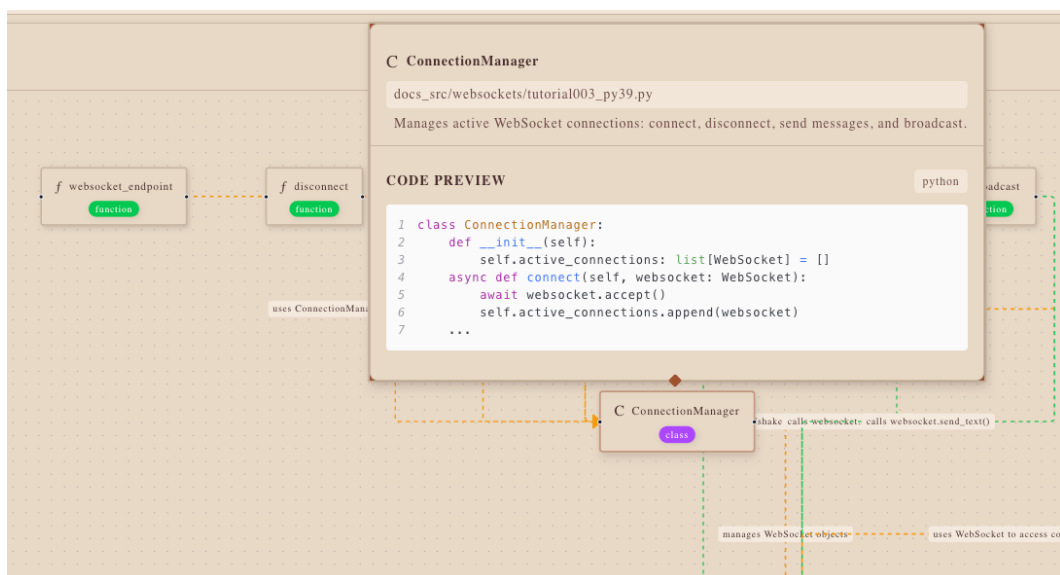 C ConnectionManager
docs_src/websockets/tutorial003_py39.py
Manages active WebSocket connections: connect, disconnect, send messages, and broadcast.
CODE PREVIEW
python
1 class ConnectionManager:
2 def __init__(self):
3 self.active_connections: list[WebSocket] = []
4 async def connect(self, websocket: WebSocket):
5 await websocket.accept()
6 self.active_connections.append(websocket)
7 ...
f websocket_endpoint
function
f disconnect
function
adcast
ction
uses ConnectionMana
C ConnectionManager
class
shake calls websocket. calls websocket.send_text()
manages WebSocket objects
uses WebSocket to access co